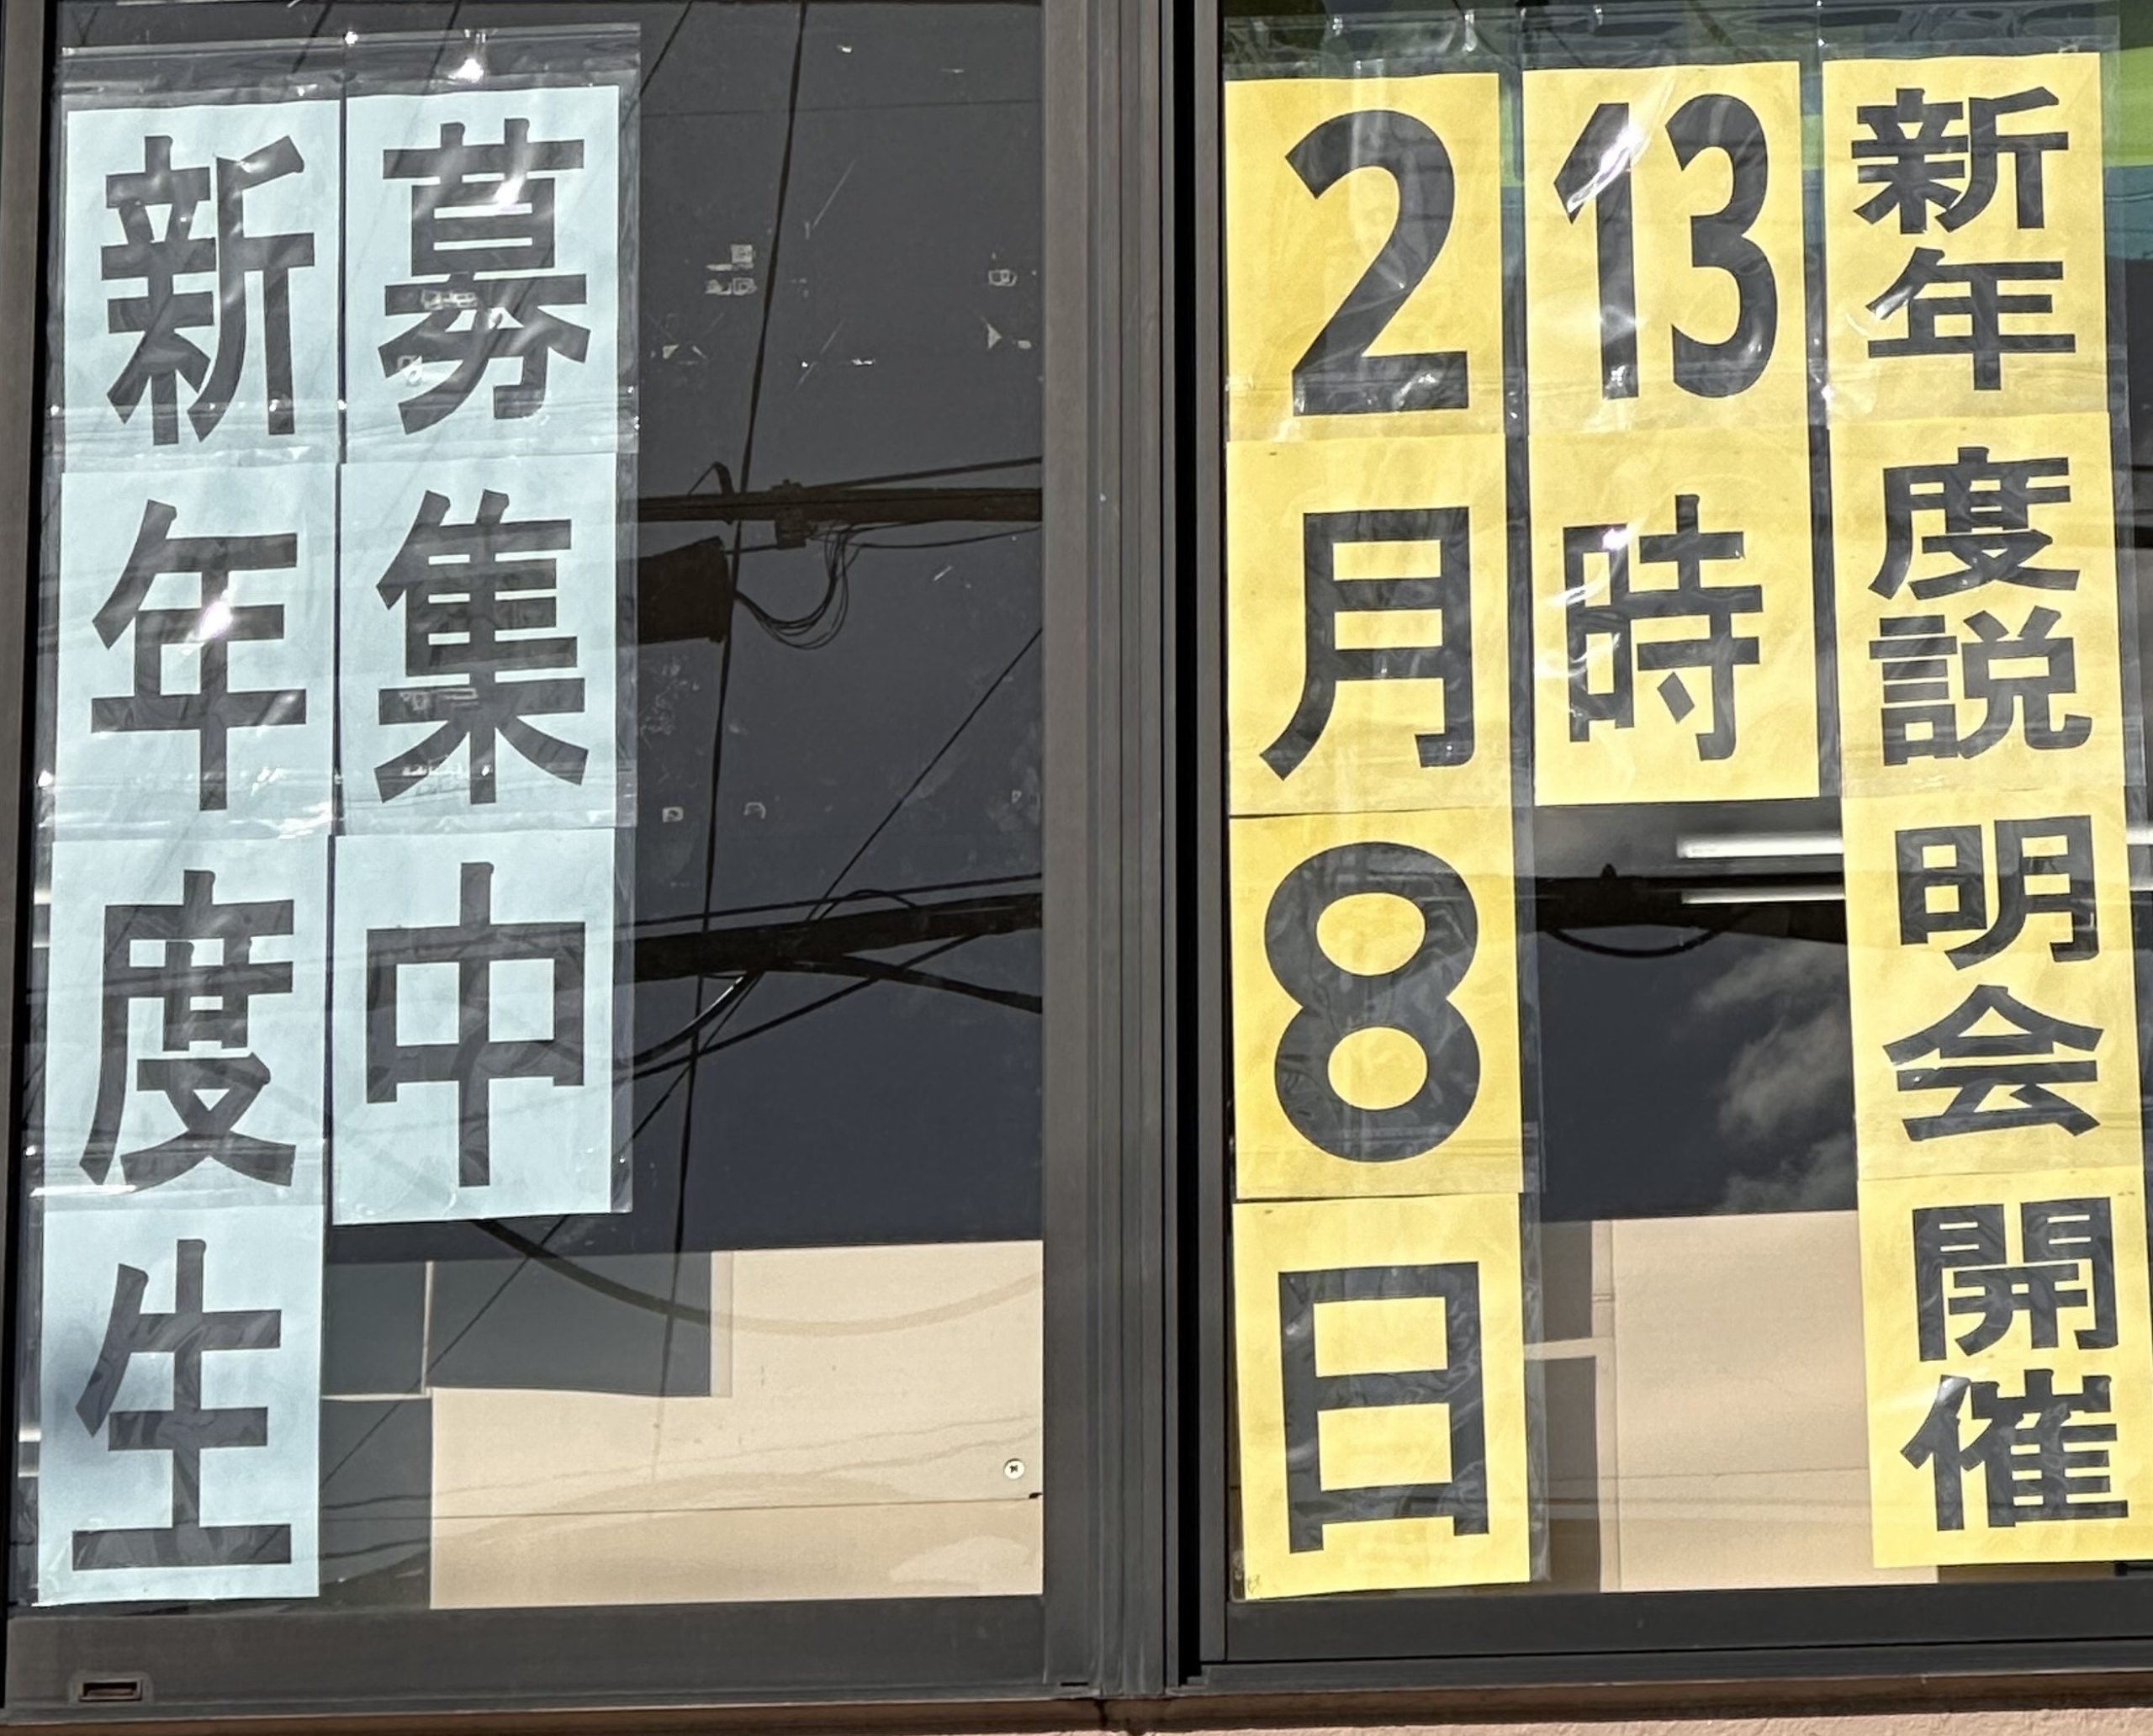 新年度生
募集中
2月8日
13時
新年度説明会開催